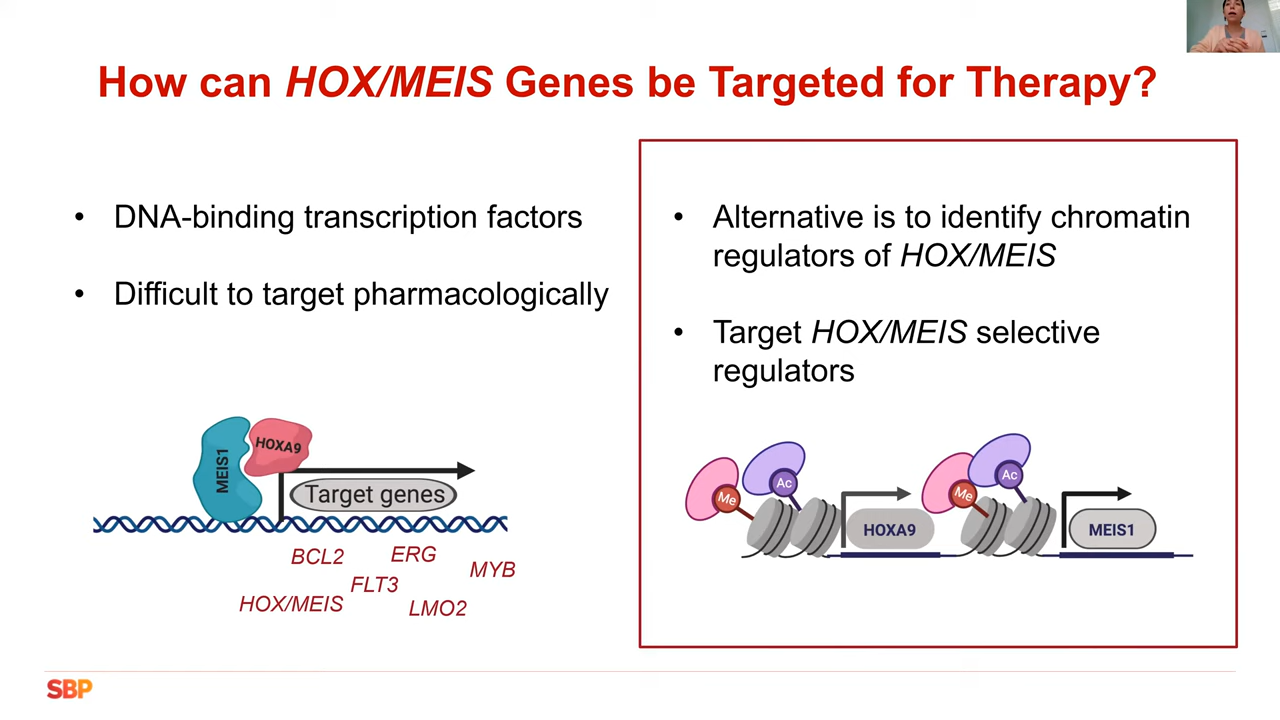 How can HOX/MEIS Genes be Targeted for Therapy?
• DNA-binding transcription factors
• Difficult to target pharmacologically
MEIS1
HOXA9
Target genes
BCL2
ERG
MYB
FLT3
HOX/MEIS
LMO2
• Alternative is to identify chromatin
regulators of HOX/MEIS
• Target HOX/MEIS selective
regulators
Me
Ac
HOXA9
Me
Ac
MEIS1
SBP